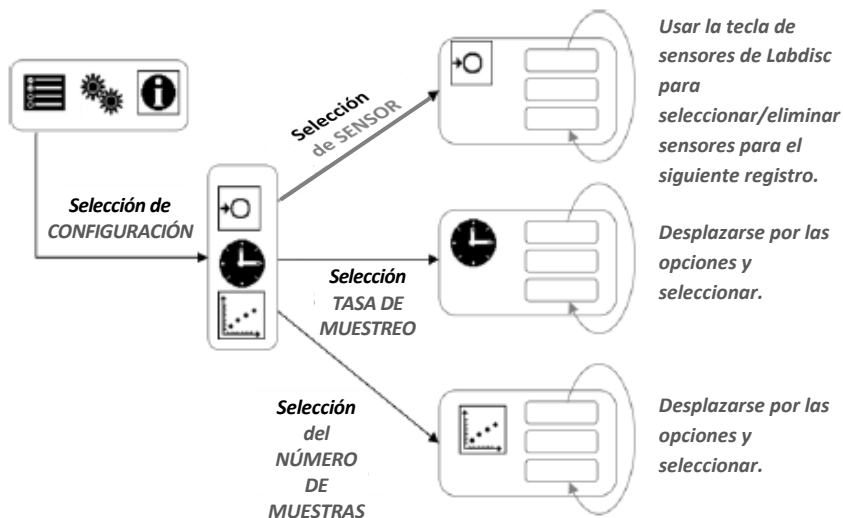 Usar la tecla de
sensores de Labdisc
para
seleccionar/eliminar
sensores para el
siguiente registro.
Selección
de SENSOR
Selección de
CONFIGURACIÓN
Selección
TASA DE
MUESTREO
Desplazarse por las
opciones y
seleccionar.
Selección
del
NÚMERO
DE
MUESTRAS
Desplazarse por las
opciones y
seleccionar.